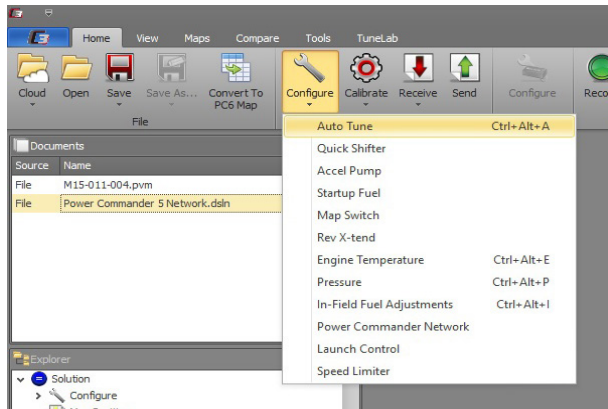 Home View Maps Compare Tools TuneLab
Cloud Open Save Save As... Convert To PC6 Map Configure Calibrate Receive Send Configure
File
Auto Tune Ctrl+Alt+A
Quick Shifter
Accel Pump
Startup Fuel
Map Switch
Rev X-tend
Engine Temperature Ctrl+Alt+E
Pressure Ctrl+Alt+P
In-Field Fuel Adjustments Ctrl+Alt+I
Power Commander Network
Launch Control
Speed Limiter
Documents
Source Name
File M15-011-004.pvm
File Power Commander 5 Network.dsln
Explorer
Solution
Configure